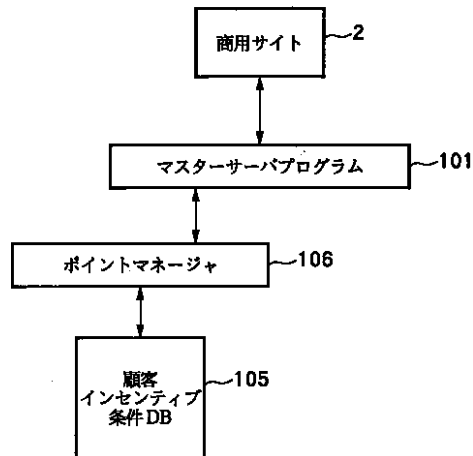 商用サイト
2
マスターサーバプログラム
101
ポイントマネージャ
106
顧客
インセンティブ
条件DB
105